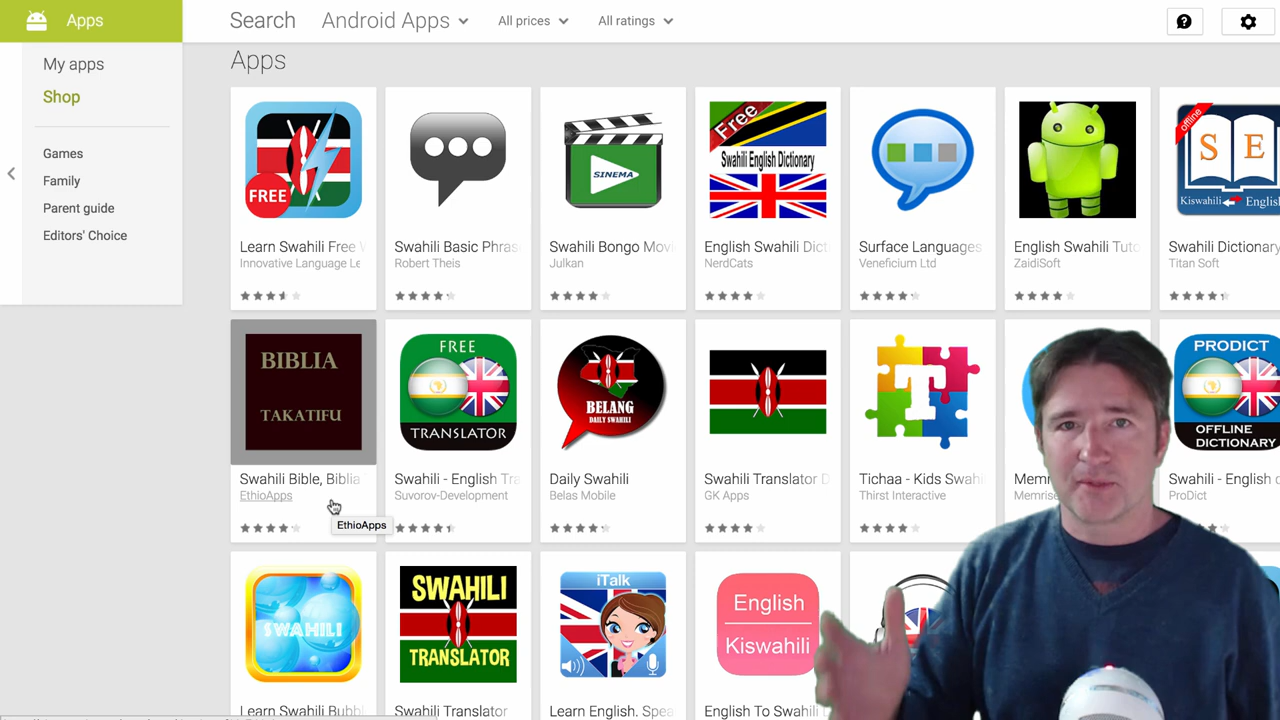 Apps
Search
Android Apps
All prices
All ratings
My apps
Shop
Games
Family
Parent guide
Editors' Choice
Apps
FREE
SINEMA
Free
Swahili English Dictionary
offline
S E
Kiswahili English
Learn Swahili Free
Innovative Language Le
★★★★★
Swahili Basic Phras
Robert Theis
Swahili Bongo Movi
Julkan
English Swahili Dict
NerdCats
Surface Languages
Veneficium Ltd
English Swahili Tuto
ZaidiSoft
Swahili Dictionary
Titan Soft
BIBLIA
TAKATIFU
FREE
TRANSLATOR
BELANG
DAILY SWAHILI
T
PRODICT
OFFLINE
DICTIONARY
Swahili Bible, Biblia
EthioApps
EthioApps
Swahili - English Tra
Suvorov-Development
Daily Swahili
Belas Mobile
Swahili Translator D
GK Apps
Tichaa - Kids Swah
Thirst Interactive
Mem
Memrise
Swahili - English d
ProDict
SWAHILI
SWAHILI
TRANSLATOR
iTalk
English
Kiswahili
Learn Swahili Bubb
Swahili Translator
Learn English. Spea
English To Swahili